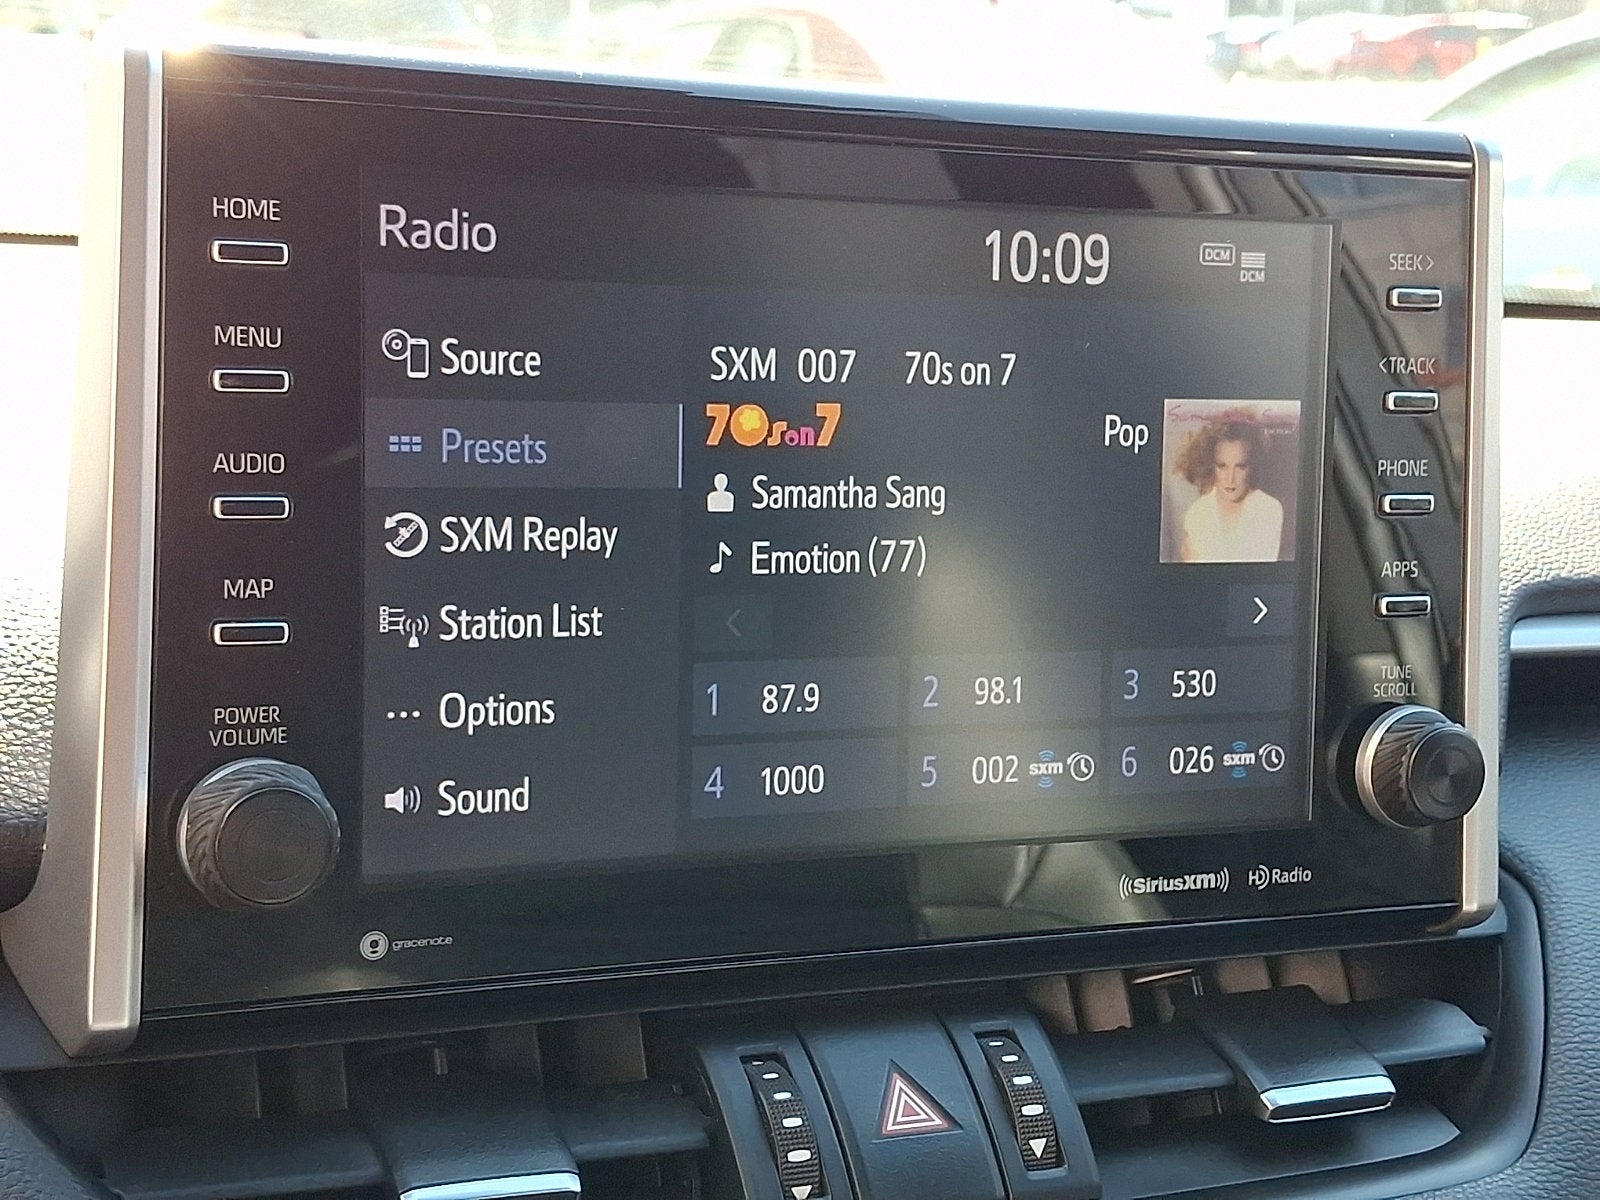 HOME
MENU
AUDIO
MAP
POWER
VOLUME
Radio
10:09
DCM
DCM
Source
Presets
SXM Replay
Station List
Options
Sound
SXM 007 70s on 7
70s on 7
Pop
Samantha Sang
Emotion (77)
<
>
1 87.9
2 98.1
3 530
4 1000
5 002 sxm
6 026 sxm
SEEK>
<TRACK
PHONE
APPS
TUNE
SCROLL
gracenote
((SiriusXM))
HD Radio